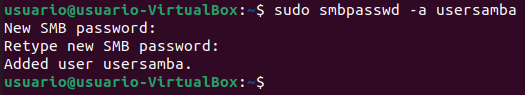 usuario@usuario-VirtualBox:~$ sudo smbpasswd -a usersamba
New SMB password:
Retype new SMB password:
Added user usersamba.
usuario@usuario-VirtualBox:~$